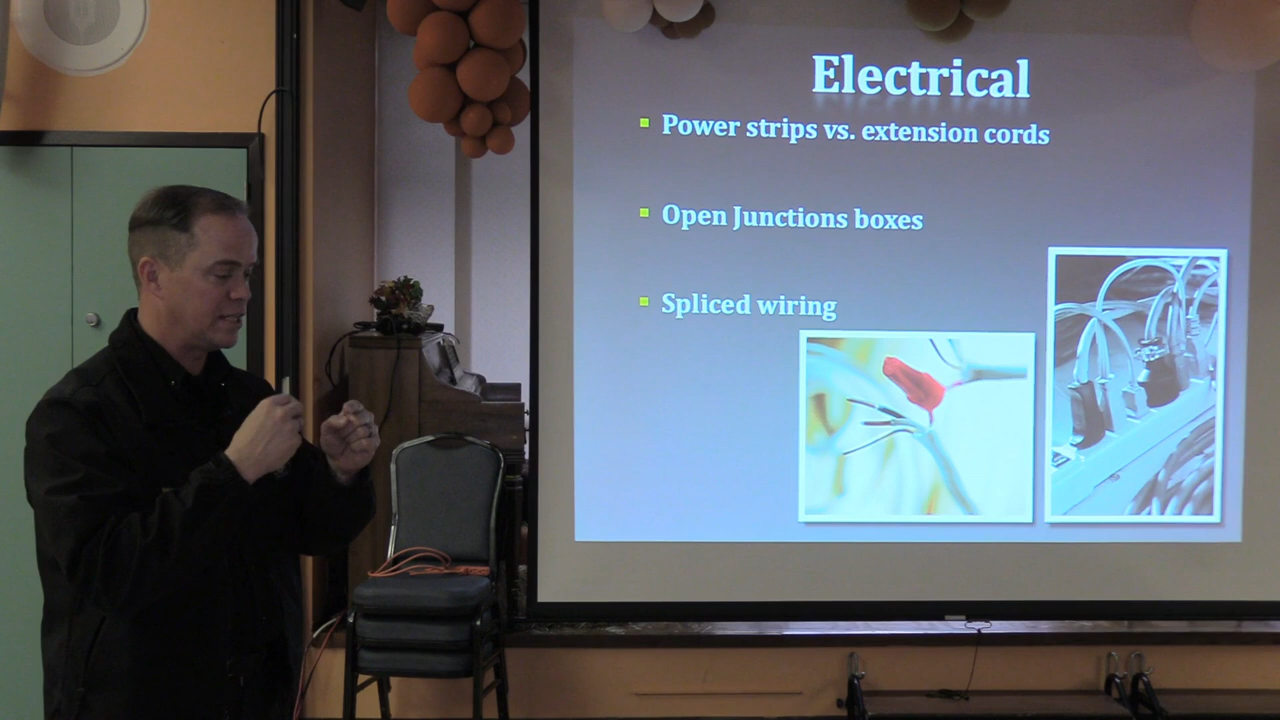 Electrical
Power strips vs. extension cords
Open Junctions boxes
Spliced wiring